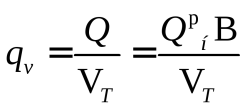 q_v = Q / V_T = Q^p_í B / V_T